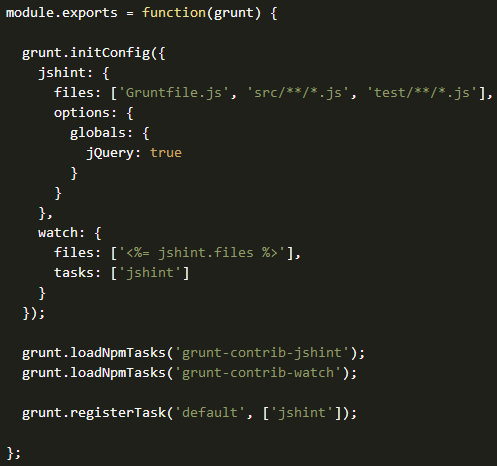 module.exports = function(grunt) {
  grunt.initConfig({
    jshint: {
      files: ['Gruntfile.js', 'src/**/*.js', 'test/**/*.js'],
      options: {
        globals: {
          jQuery: true
        }
      }
    },
    watch: {
      files: ['<%= jshint.files %>'],
      tasks: ['jshint']
    }
  });
  grunt.loadNpmTasks('grunt-contrib-jshint');
  grunt.loadNpmTasks('grunt-contrib-watch');
  grunt.registerTask('default', ['jshint']);
};